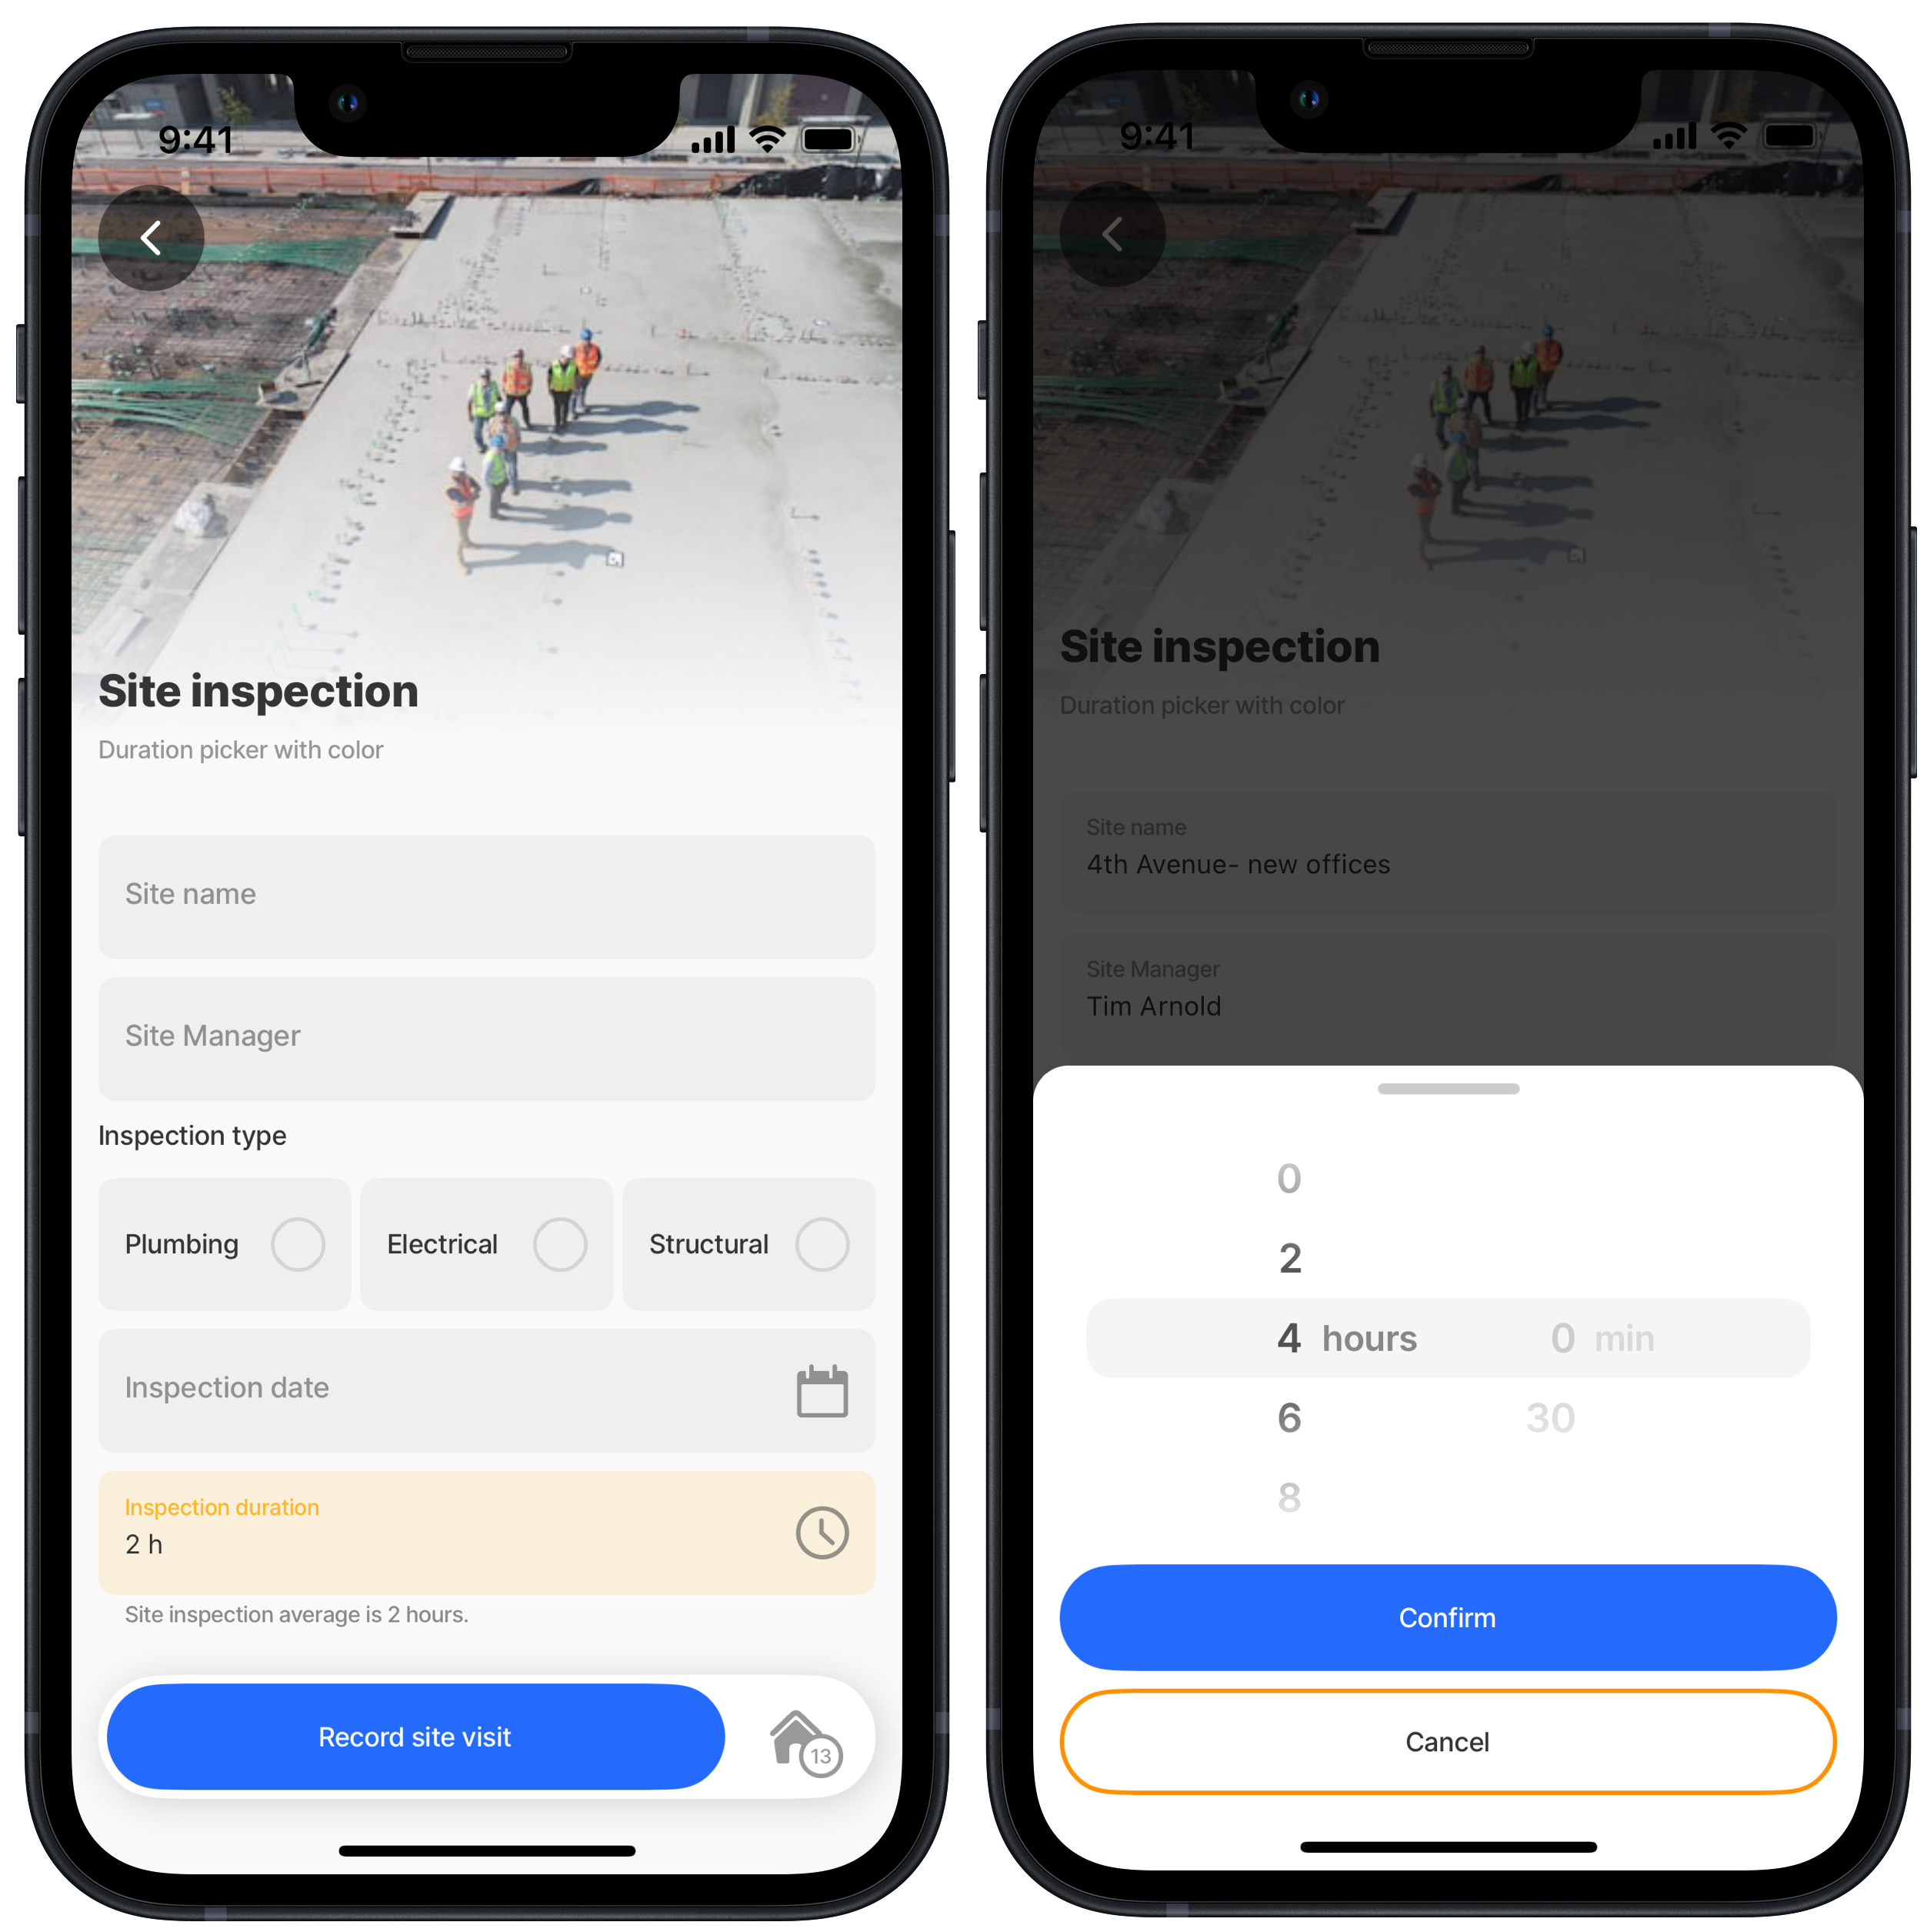 9:41
Site inspection
Duration picker with color
Site name
Site Manager
Inspection type
Plumbing
Electrical
Structural
Inspection date
Inspection duration
2 h
Site inspection average is 2 hours.
Record site visit
13
9:41
Site inspection
Duration picker with color
Site name
4th Avenue- new offices
Site Manager
Tim Arnold
0
2
4 hours 0 min
6 30
8
Confirm
Cancel